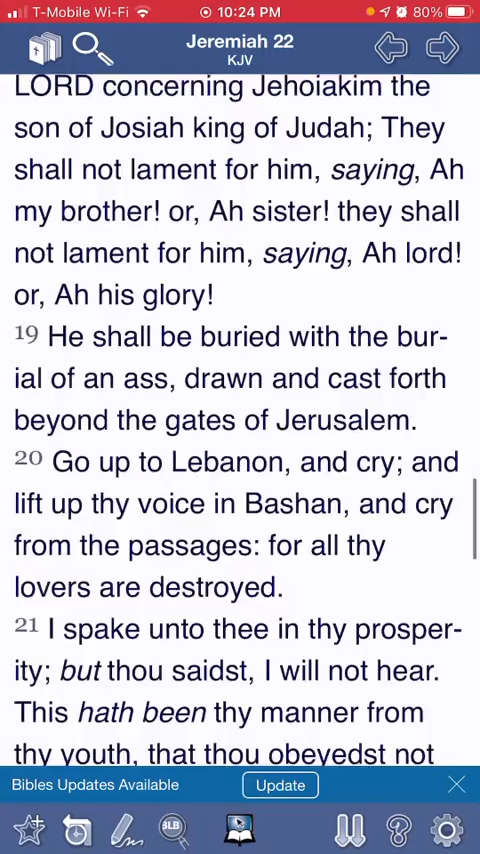 T-Mobile Wi-Fi 10:24 PM 80%
Jeremiah 22
KJV
LORD concerning Jehoiakim the
son of Josiah king of Judah; They
shall not lament for him, saying, Ah
my brother! or, Ah sister! they shall
not lament for him, saying, Ah lord!
or, Ah his glory!
19 He shall be buried with the bur-
ial of an ass, drawn and cast forth
beyond the gates of Jerusalem.
20 Go up to Lebanon, and cry; and
lift up thy voice in Bashan, and cry
from the passages: for all thy
lovers are destroyed.
21 I spake unto thee in thy prosper-
ity; but thou saidst, I will not hear.
This hath been thy manner from
thy youth, that thou obeyedst not
Bibles Updates Available Update
BLB